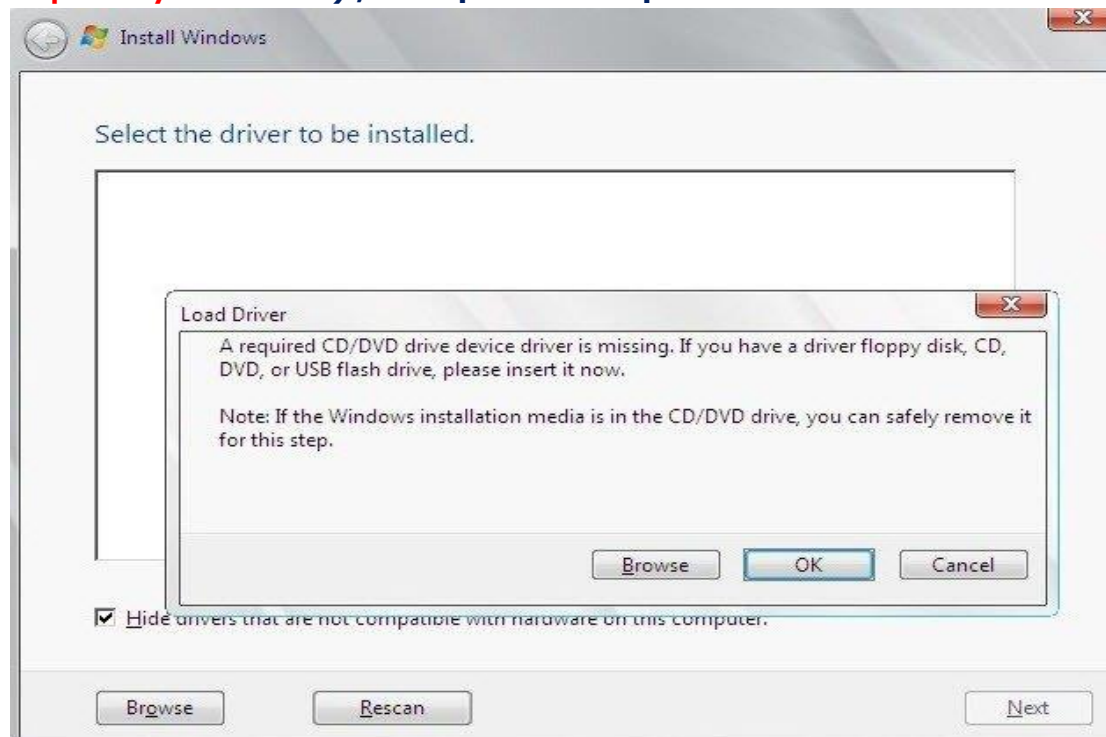 Install Windows
Select the driver to be installed.
Load Driver
A required CD/DVD drive device driver is missing. If you have a driver floppy disk, CD,
DVD, or USB flash drive, please insert it now.
Note: If the Windows installation media is in the CD/DVD drive, you can safely remove it
for this step.
Browse OK Cancel
Hide drivers that are not compatible with hardware on this computer.
Browse Rescan Next